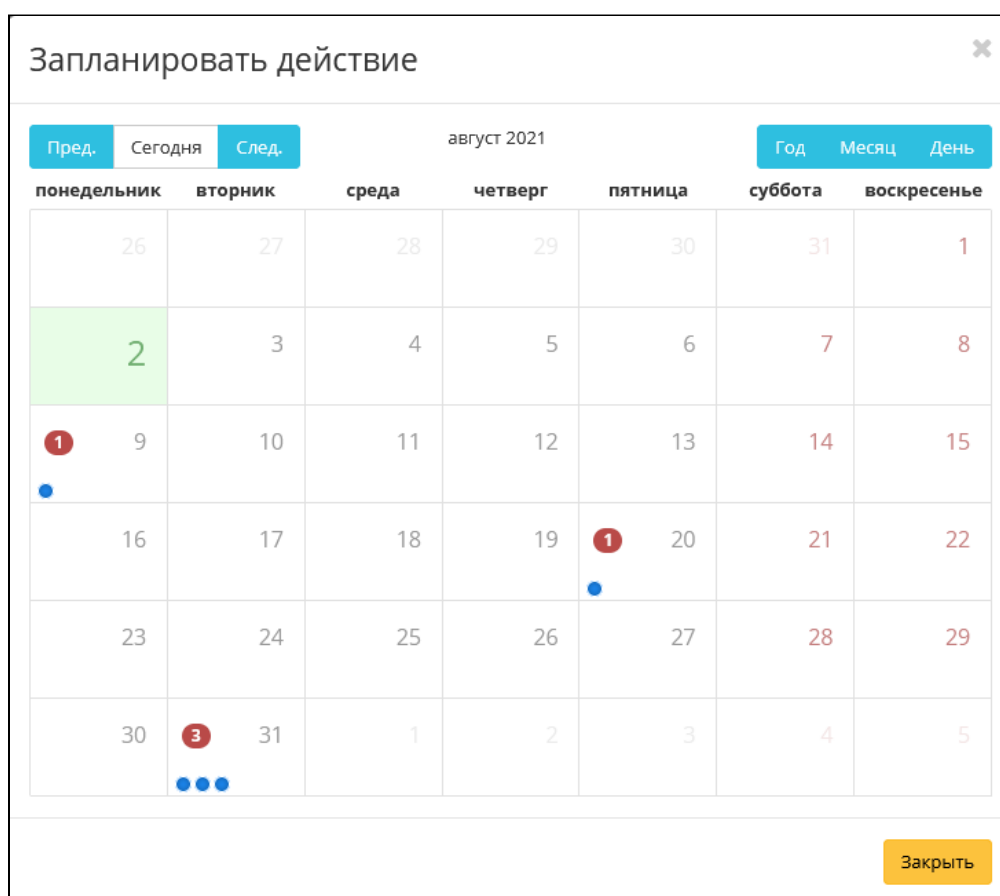 Запланировать действие ×
Пред. Сегодня След. август 2021 Год Месяц День
понедельник вторник среда четверг пятница суббота воскресенье
26 27 28 29 30 31 1
2 3 4 5 6 7 8
1 9 10 11 12 13 14 15
16 17 18 19 1 20 21 22
23 24 25 26 27 28 29
30 3 31 1 2 3 4 5
Закрыть